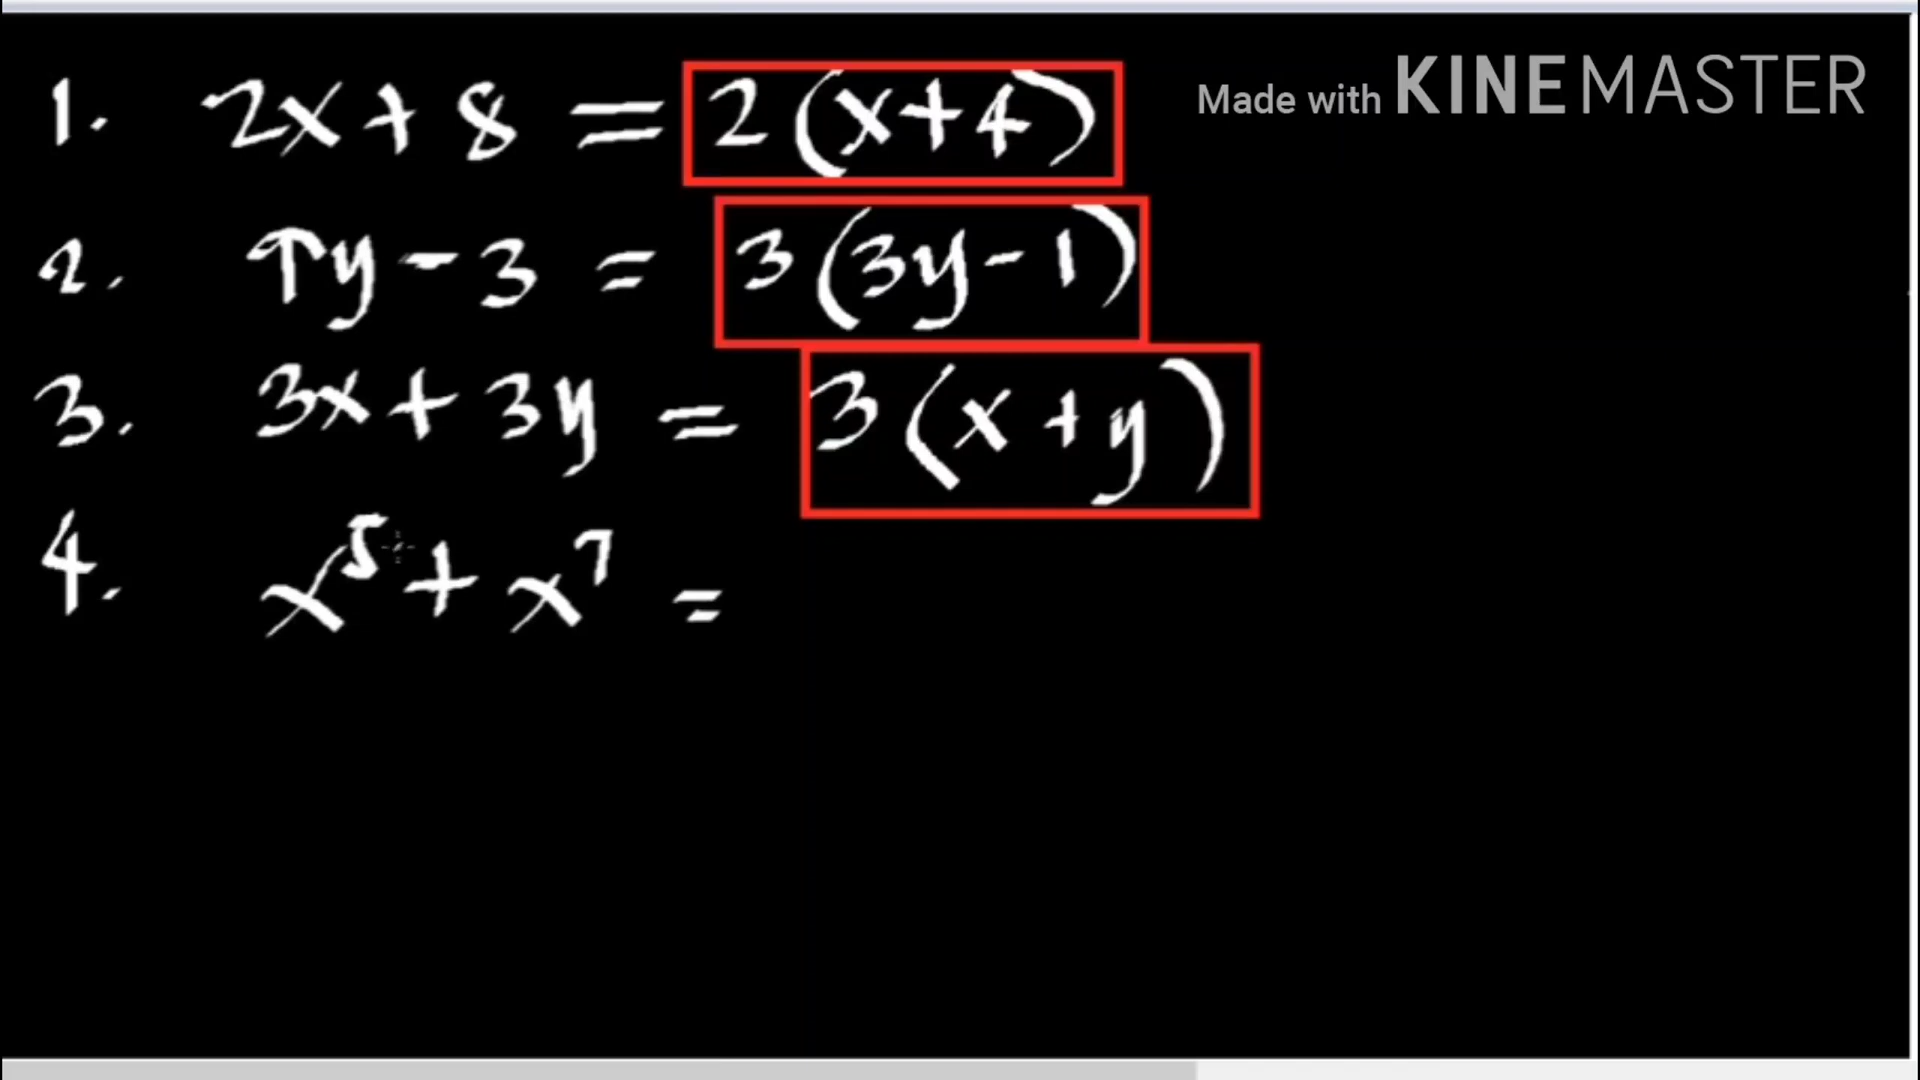 1. 2x + 8 = 2(x+4)
Made with KINEMASTER
2. 9y - 3 = 3(3y - 1)
3. 3x + 3y = 3(x + y)
4. x⁵ + x⁷ =